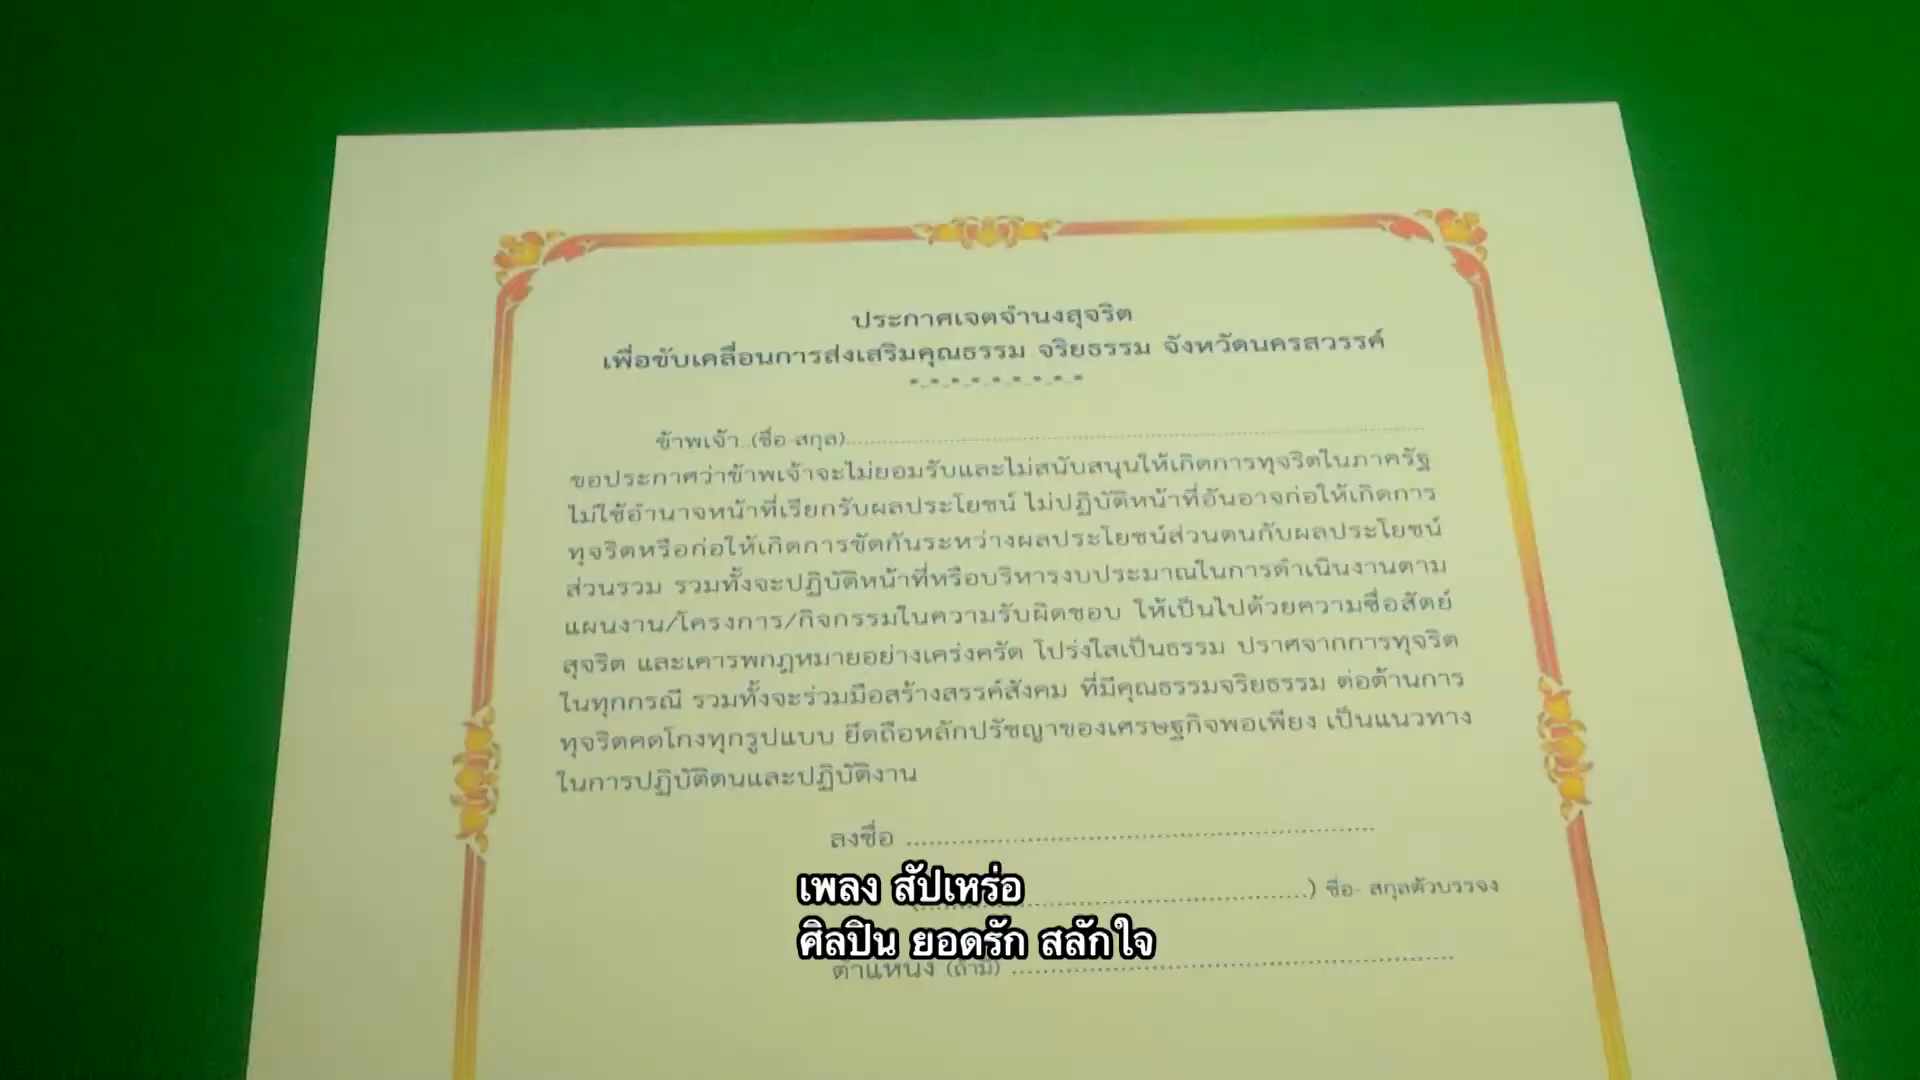 ประกาศเจตจำนงสุจริต
เพื่อขับเคลื่อนการส่งเสริมคุณธรรม จริยธรรม จังหวัดนครสวรรค์
*-*-*-*-*-*-*-*-*
ข้าพเจ้า (ชื่อ-สกุล)..........................................................................
ขอประกาศว่าข้าพเจ้าจะไม่ยอมรับและไม่สนับสนุนให้เกิดการทุจริตในภาครัฐ
ไม่ใช้อำนาจหน้าที่เรียกรับผลประโยชน์ ไม่ปฏิบัติหน้าที่อันอาจก่อให้เกิดการ
ทุจริตหรือก่อให้เกิดการขัดกันระหว่างผลประโยชน์ส่วนตนกับผลประโยชน์
ส่วนรวม รวมทั้งจะปฏิบัติหน้าที่หรือบริหารงบประมาณในการดำเนินงานตาม
แผนงาน/โครงการ/กิจกรรมในความรับผิดชอบ ให้เป็นไปด้วยความซื่อสัตย์
สุจริต และเคารพกฎหมายอย่างเคร่งครัด โปร่งใสเป็นธรรม ปราศจากการทุจริต
ในทุกกรณี รวมทั้งจะร่วมมือสร้างสรรค์สังคม ที่มีคุณธรรมจริยธรรม ต่อต้านการ
ทุจริตคดโกงทุกรูปแบบ ยึดถือหลักปรัชญาของเศรษฐกิจพอเพียง เป็นแนวทาง
ในการปฏิบัติตนและปฏิบัติงาน
ลงชื่อ ............................................................
เพลง สัปเหร่อ
(............................................................) ชื่อ- สกุลตัวบรรจง
ศิลปิน ยอดรัก สลักใจ
ตำแหน่ง (ถ้ามี) ............................................................